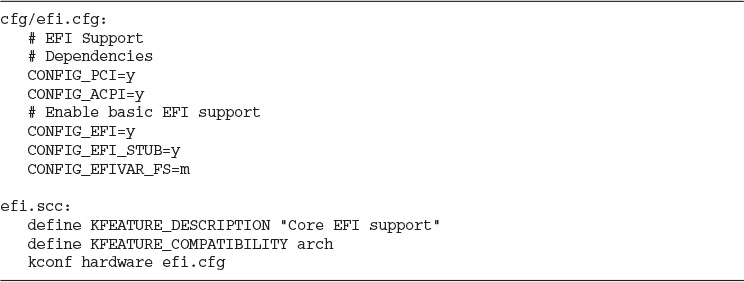 cfg/efi.cfg:
# EFI Support
# Dependencies
CONFIG_PCI=y
CONFIG_ACPI=y
# Enable basic EFI support
CONFIG_EFI=y
CONFIG_EFI_STUB=y
CONFIG_EFIVAR_FS=m
efi.scc:
define KFEATURE_DESCRIPTION "Core EFI support"
define KFEATURE_COMPATIBILITY arch
kconf hardware efi.cfg